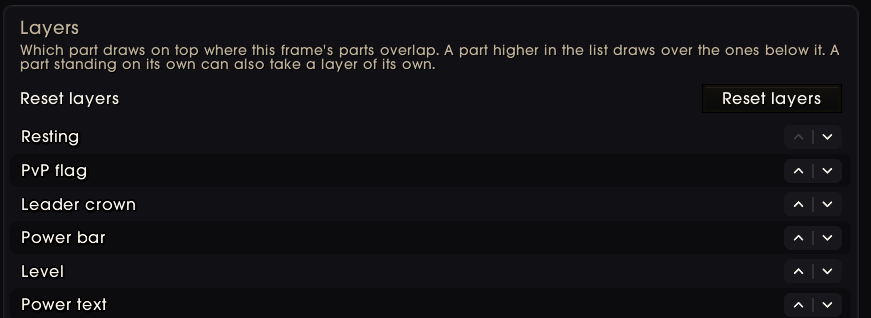 Layers
Which part draws on top where this frame's parts overlap. A part higher in the list draws over the ones below it. A
part standing on its own can also take a layer of its own.
Reset layers Reset layers
Resting
PvP flag
Leader crown
Power bar
Level
Power text